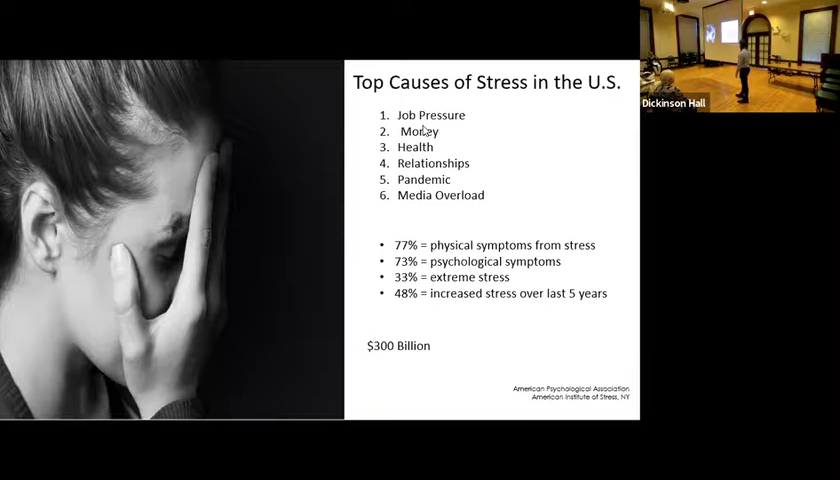 Top Causes of Stress in the U.S.
1. Job Pressure
2. Money
3. Health
4. Relationships
5. Pandemic
6. Media Overload
• 77% = physical symptoms from stress
• 73% = psychological symptoms
• 33% = extreme stress
• 48% = increased stress over last 5 years
$300 Billion
American Psychological Association
American Institute of Stress, NY
Dickinson Hall